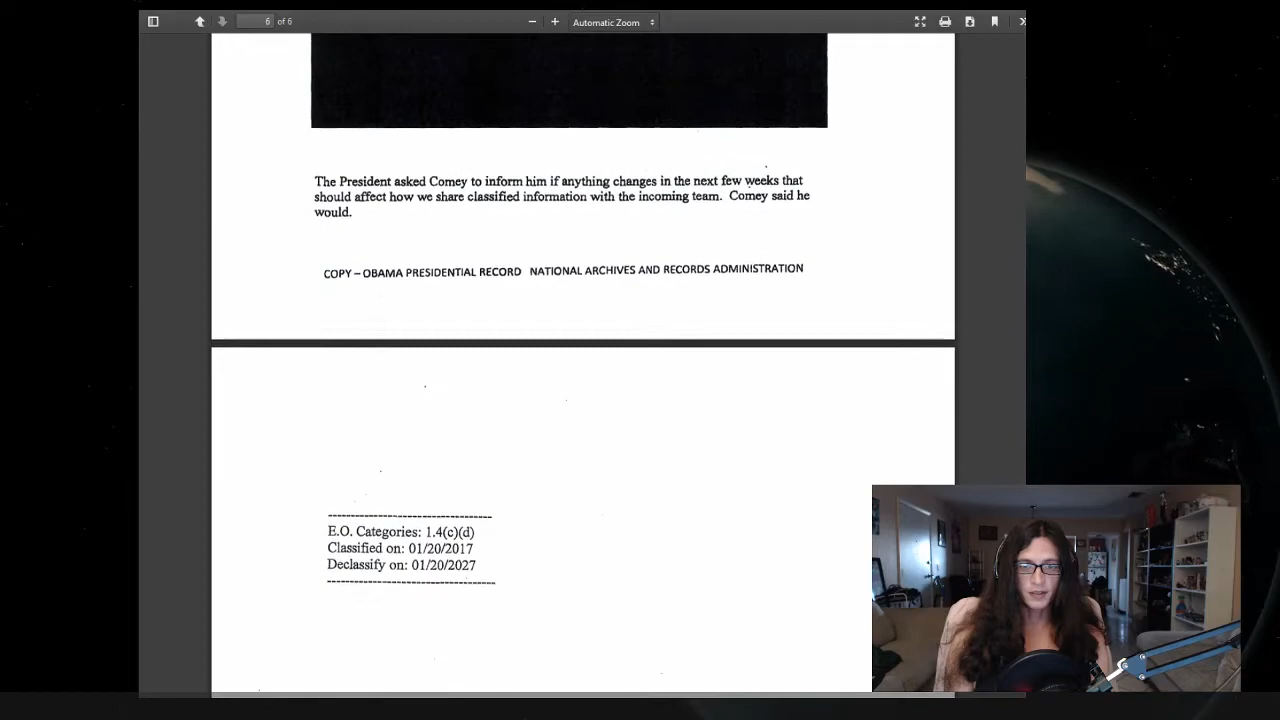 6 of 6
Automatic Zoom
The President asked Comey to inform him if anything changes in the next few weeks that
should affect how we share classified information with the incoming team. Comey said he
would.
COPY – OBAMA PRESIDENTIAL RECORD NATIONAL ARCHIVES AND RECORDS ADMINISTRATION
E.O. Categories: 1.4(c)(d)
Classified on: 01/20/2017
Declassify on: 01/20/2027